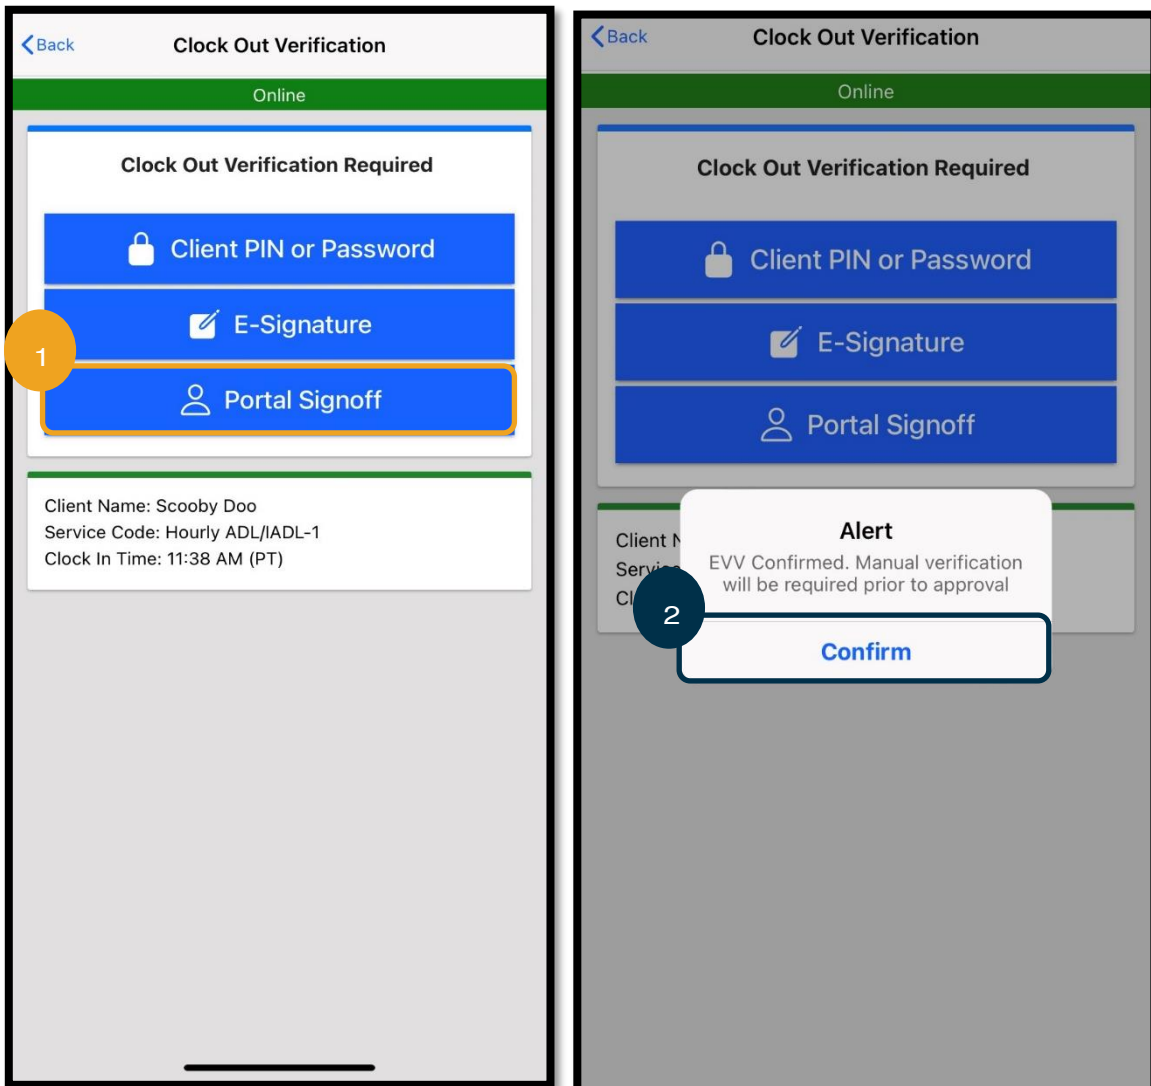 Back
Clock Out Verification
Online
Clock Out Verification Required
Client PIN or Password
E-Signature
1
Portal Signoff
Client Name: Scooby Doo
Service Code: Hourly ADL/IADL-1
Clock In Time: 11:38 AM (PT)
Back
Clock Out Verification
Online
Clock Out Verification Required
Client PIN or Password
E-Signature
Portal Signoff
Client
Alert
EVV Confirmed. Manual verification
will be required prior to approval
2
Confirm